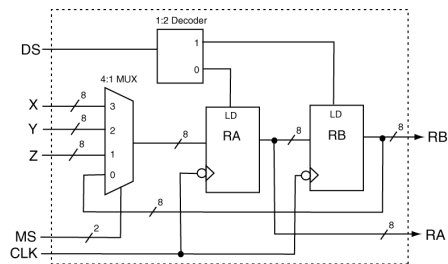 1:2 Decoder
DS
1
0
4:1 MUX
X 8 3
Y 8 2
Z 8 1
0
8
LD
RA
8
LD
RB
8
RB
8
MS 2
8
RA
CLK